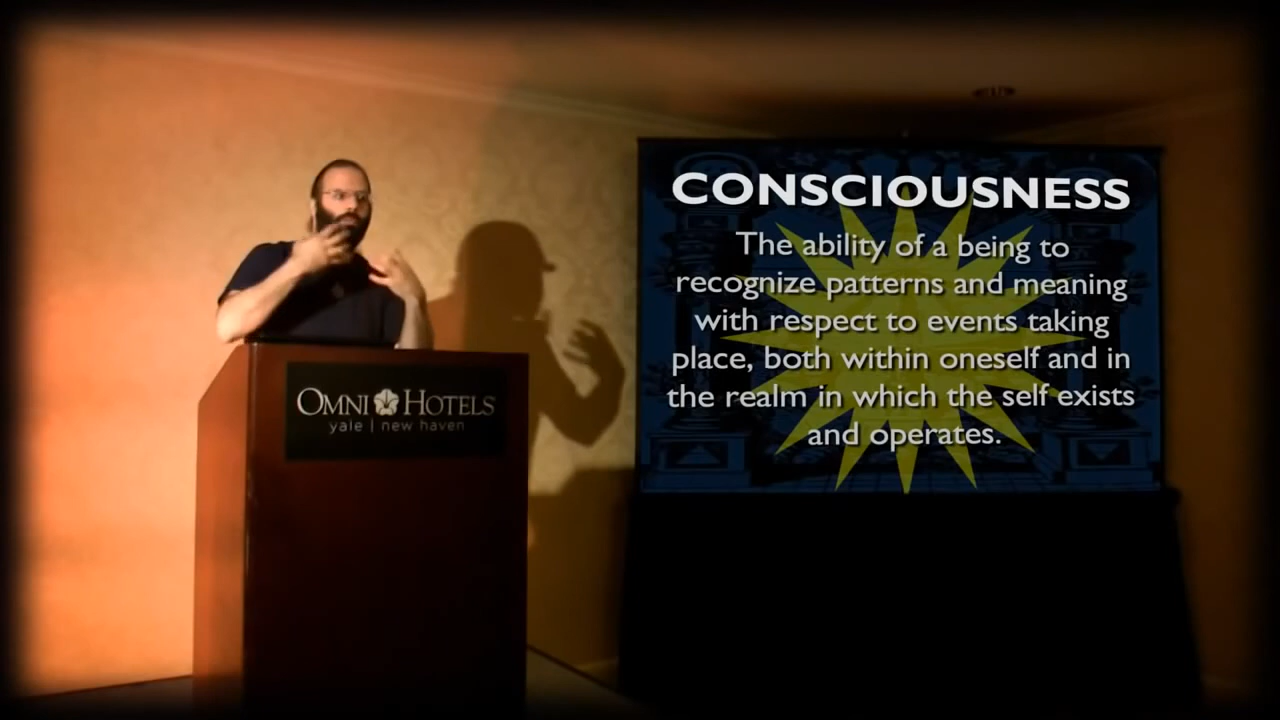 OMNI HOTELS
yale | new haven
CONSCIOUSNESS
The ability of a being to
recognize patterns and meaning
with respect to events taking
place, both within oneself and in
the realm in which the self exists
and operates.